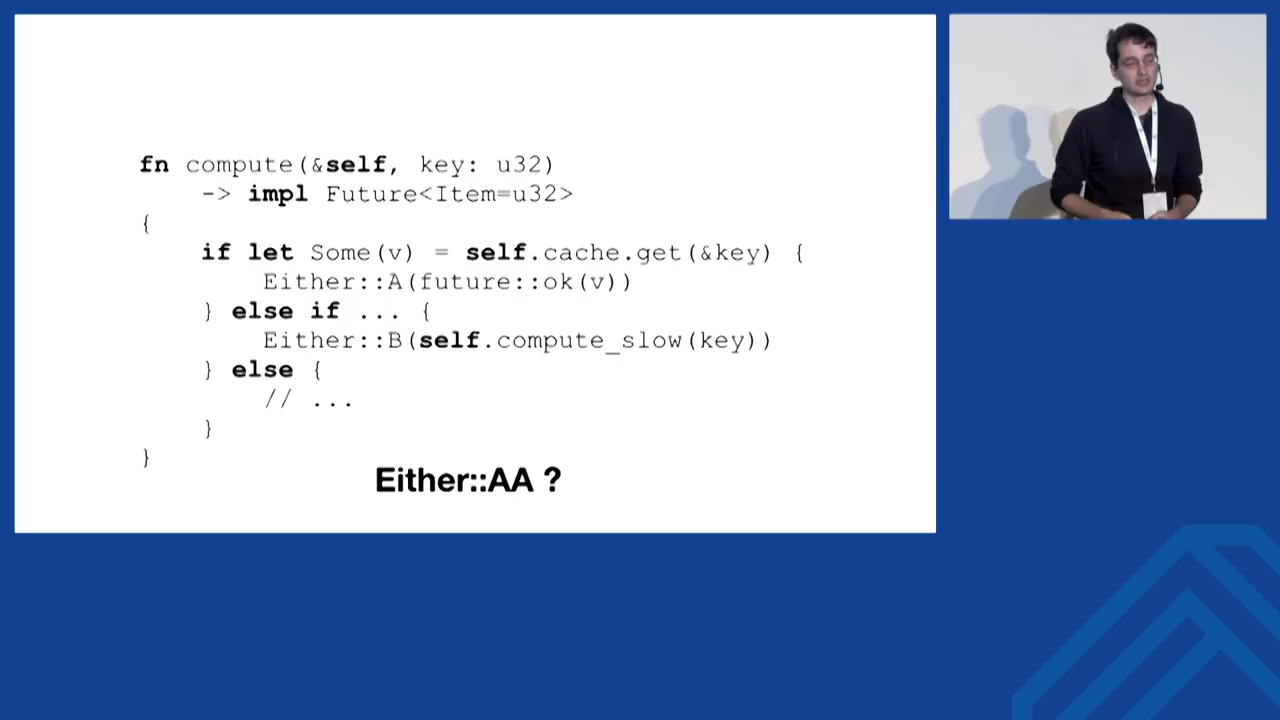 fn compute(&self, key: u32)
    -> impl Future<Item=u32>
{
    if let Some(v) = self.cache.get(&key) {
        Either::A(future::ok(v))
    } else if ... {
        Either::B(self.compute_slow(key))
    } else {
        // ...
    }
}
Either::AA ?